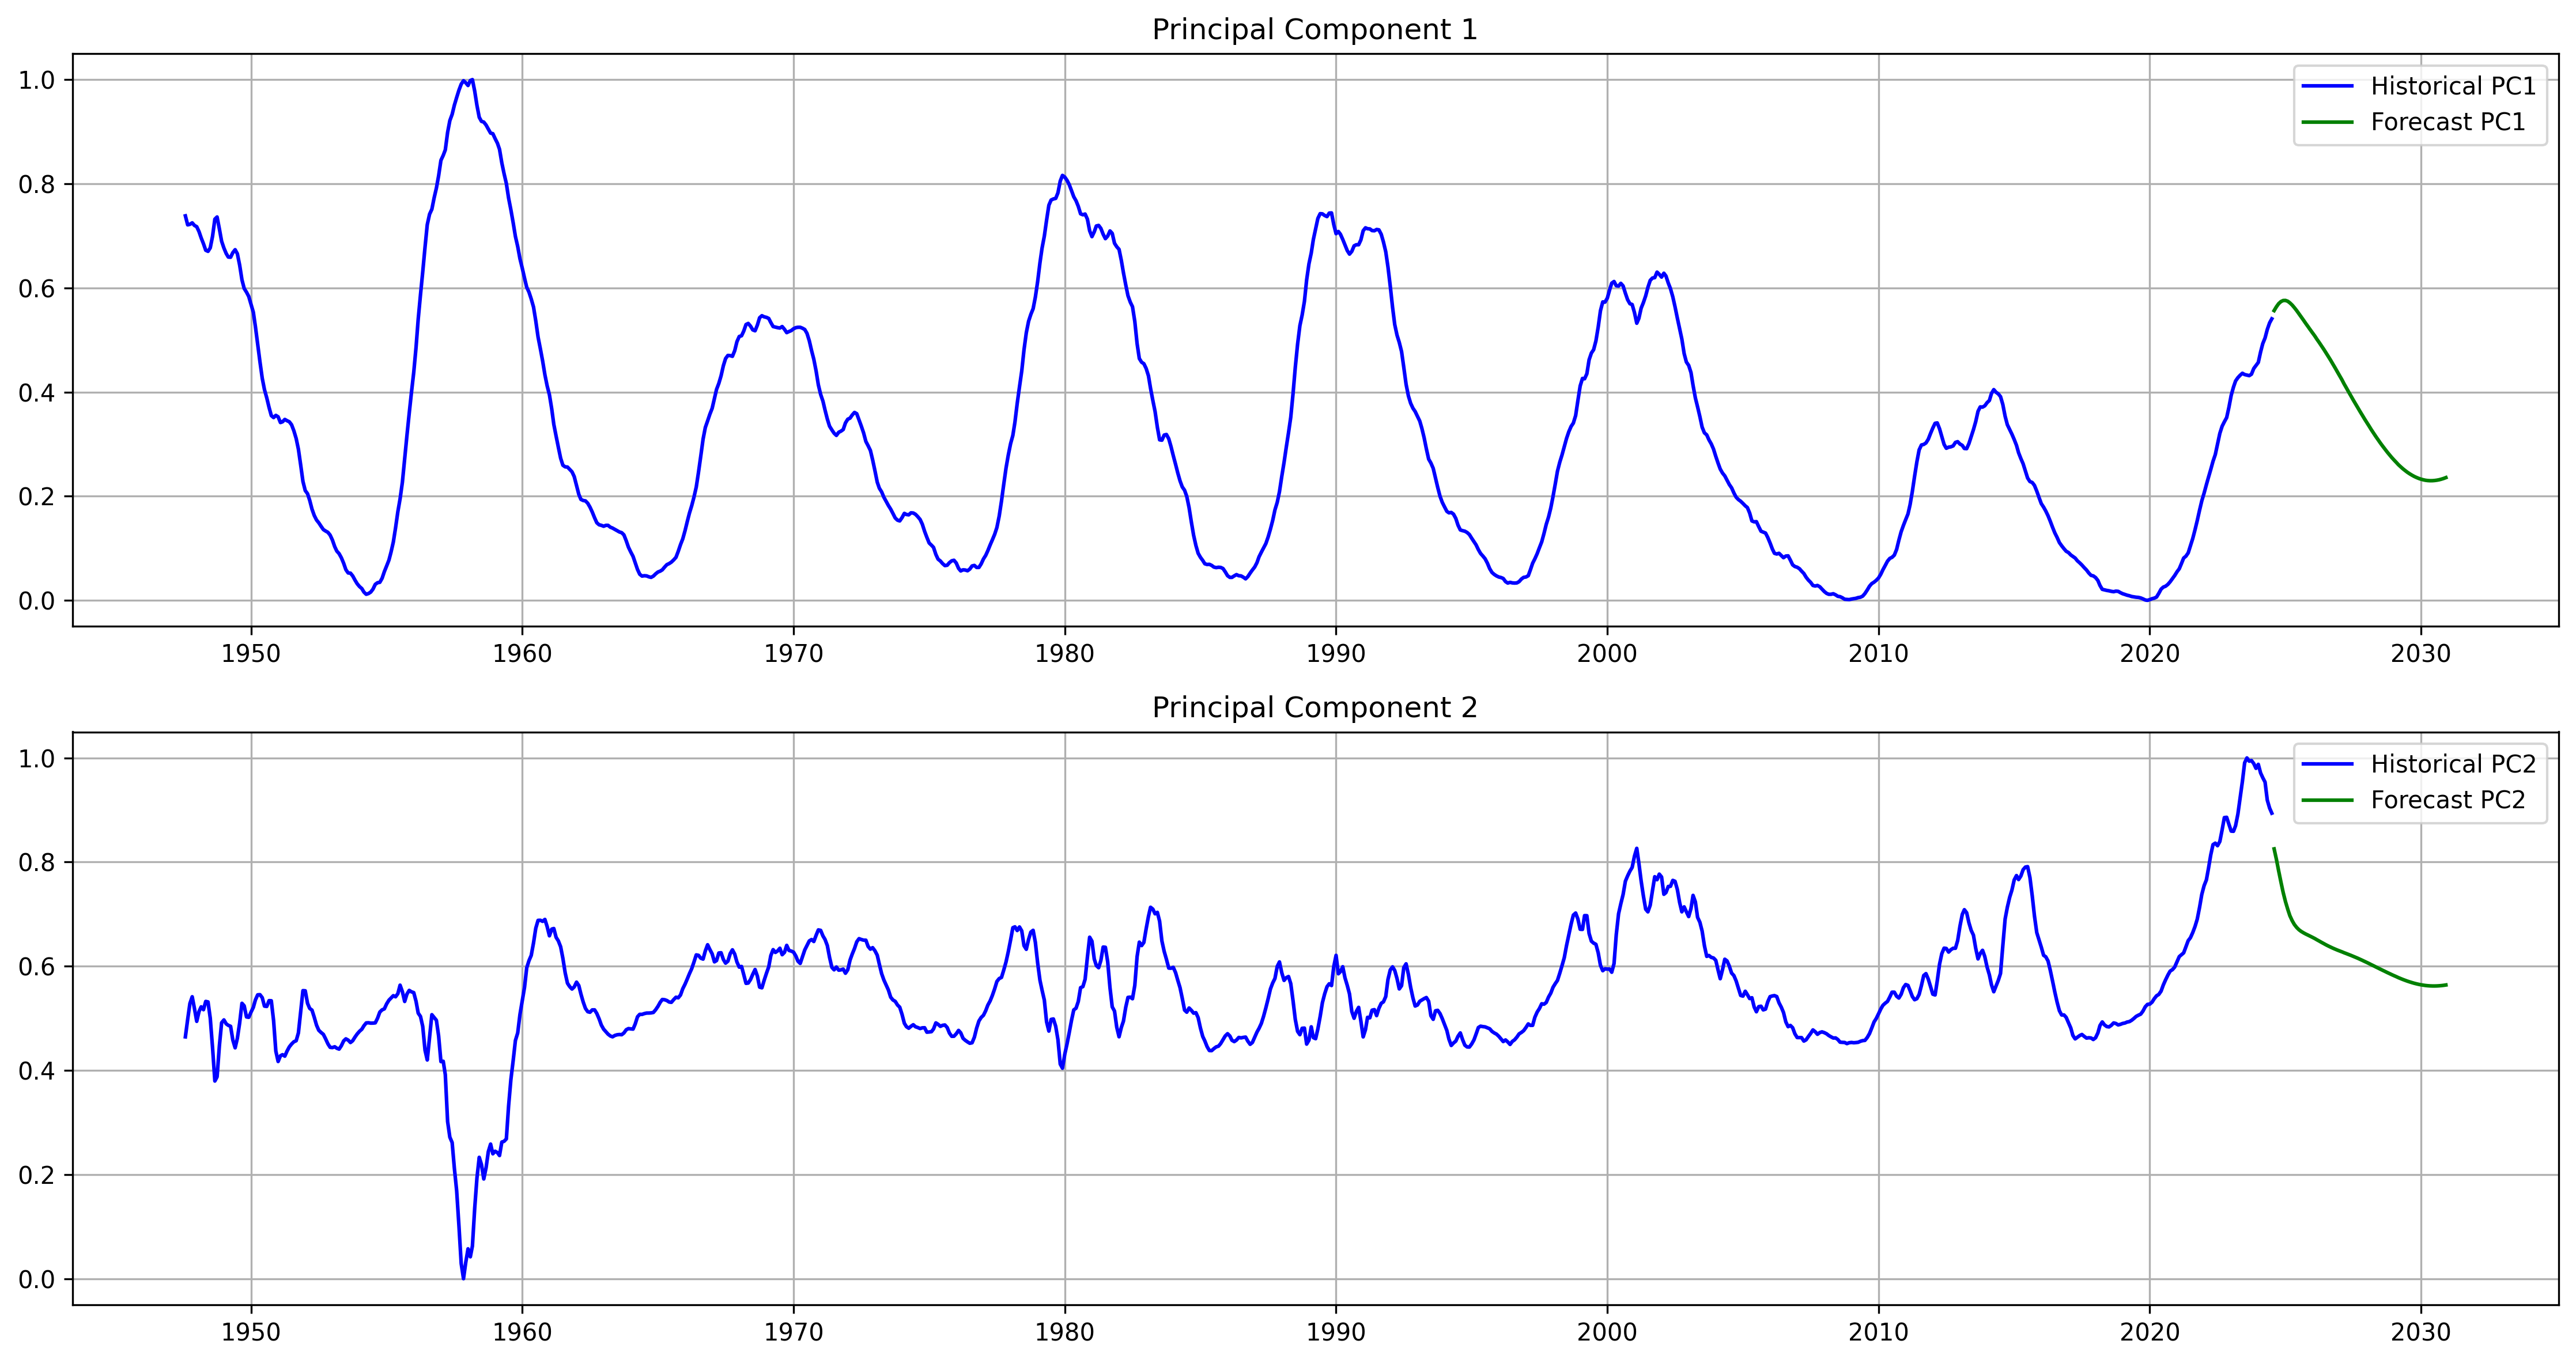 Principal Component 1
1.0
0.8
0.6
0.4
0.2
0.0
Historical PC1
Forecast PC1
1950 1960 1970 1980 1990 2000 2010 2020 2030
Principal Component 2
1.0
0.8
0.6
0.4
0.2
0.0
Historical PC2
Forecast PC2
1950 1960 1970 1980 1990 2000 2010 2020 2030